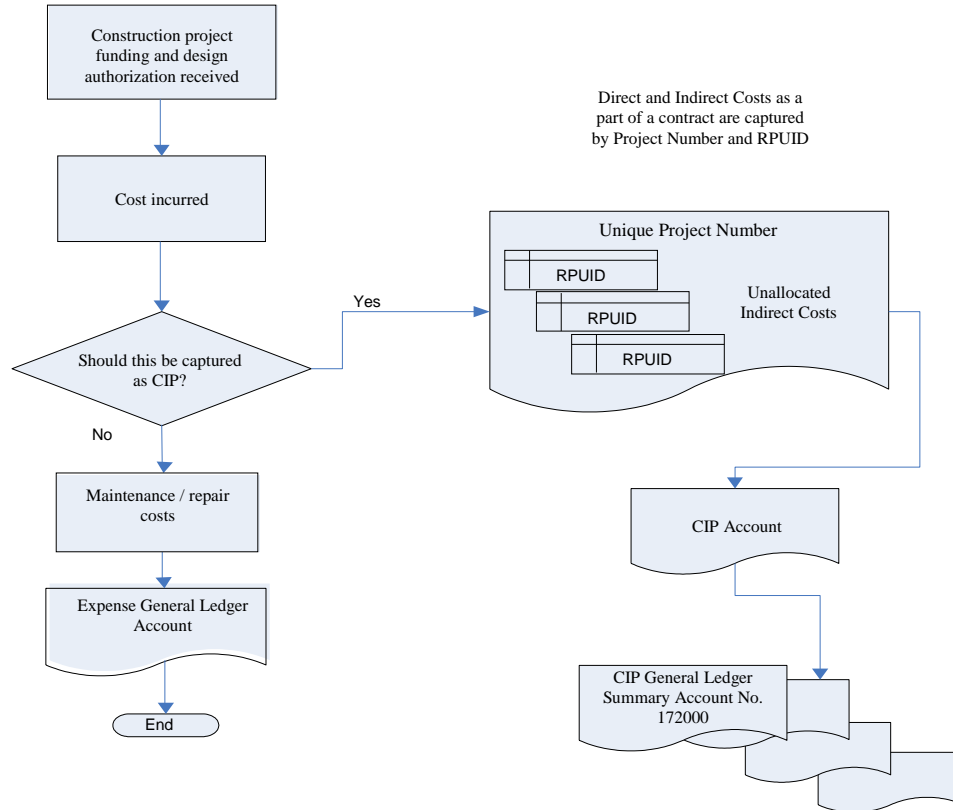 Construction project
funding and design
authorization received
Direct and Indirect Costs as a
part of a contract are captured
by Project Number and RPUID
Cost incurred
Unique Project Number
RPUID
RPUID
RPUID
Unallocated
Indirect Costs
Yes
Should this be captured
as CIP?
No
Maintenance / repair
costs
CIP Account
Expense General Ledger
Account
CIP General Ledger
Summary Account No.
172000
End